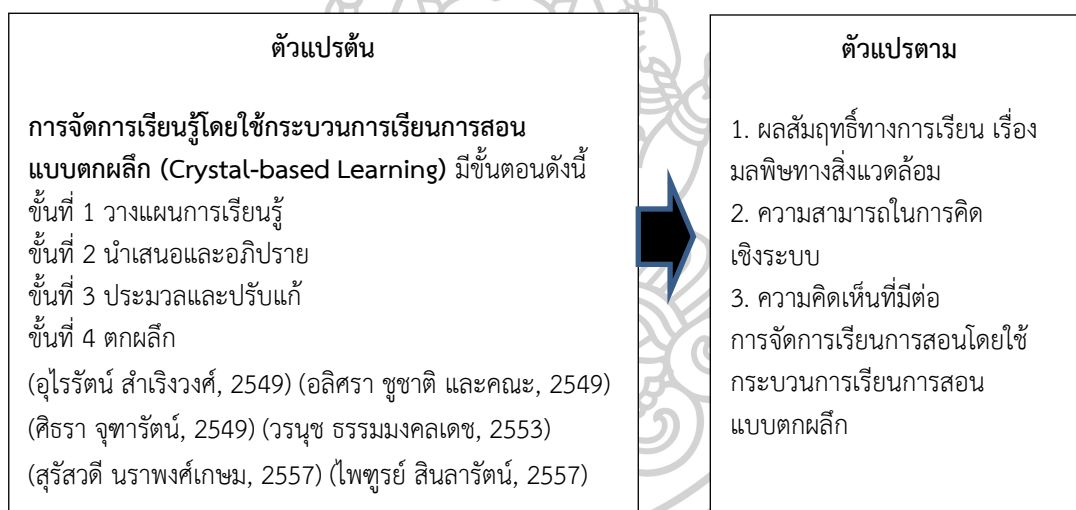 ตัวแปรต้น
การจัดการเรียนรู้โดยใช้กระบวนการเรียนการสอน
แบบตกผลึก (Crystal-based Learning) มีขั้นตอนดังนี้
ขั้นที่ 1 วางแผนการเรียนรู้
ขั้นที่ 2 นำเสนอและอภิปราย
ขั้นที่ 3 ประมวลและปรับแก้
ขั้นที่ 4 ตกผลึก
(อุไรรัตน์ สำเริงวงศ์, 2549) (อลิศรา ชูชาติ และคณะ, 2549)
(ศิธรา จุฑารัตน์, 2549) (วรนุช ธรรมมงคลเดช, 2553)
(สุรัสวดี นราพงศ์เกษม, 2557) (ไพฑูรย์ สินลารัตน์, 2557)
ตัวแปรตาม
1. ผลสัมฤทธิ์ทางการเรียน เรื่อง
มลพิษทางสิ่งแวดล้อม
2. ความสามารถในการคิด
เชิงระบบ
3. ความคิดเห็นที่มีต่อ
การจัดการเรียนการสอนโดยใช้
กระบวนการเรียนการสอน
แบบตกผลึก